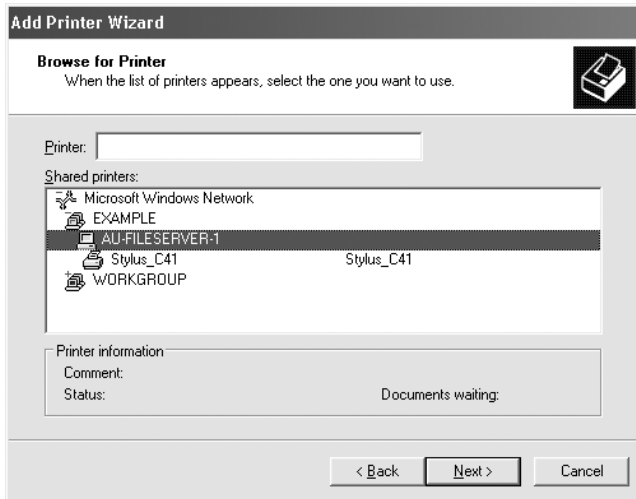 Add Printer Wizard
Browse for Printer
When the list of printers appears, select the one you want to use.
Printer:
Shared printers:
Microsoft Windows Network
EXAMPLE
AU-FILESERVER-1
Stylus_C41 Stylus_C41
WORKGROUP
Printer information
Comment:
Status: Documents waiting:
< Back Next > Cancel